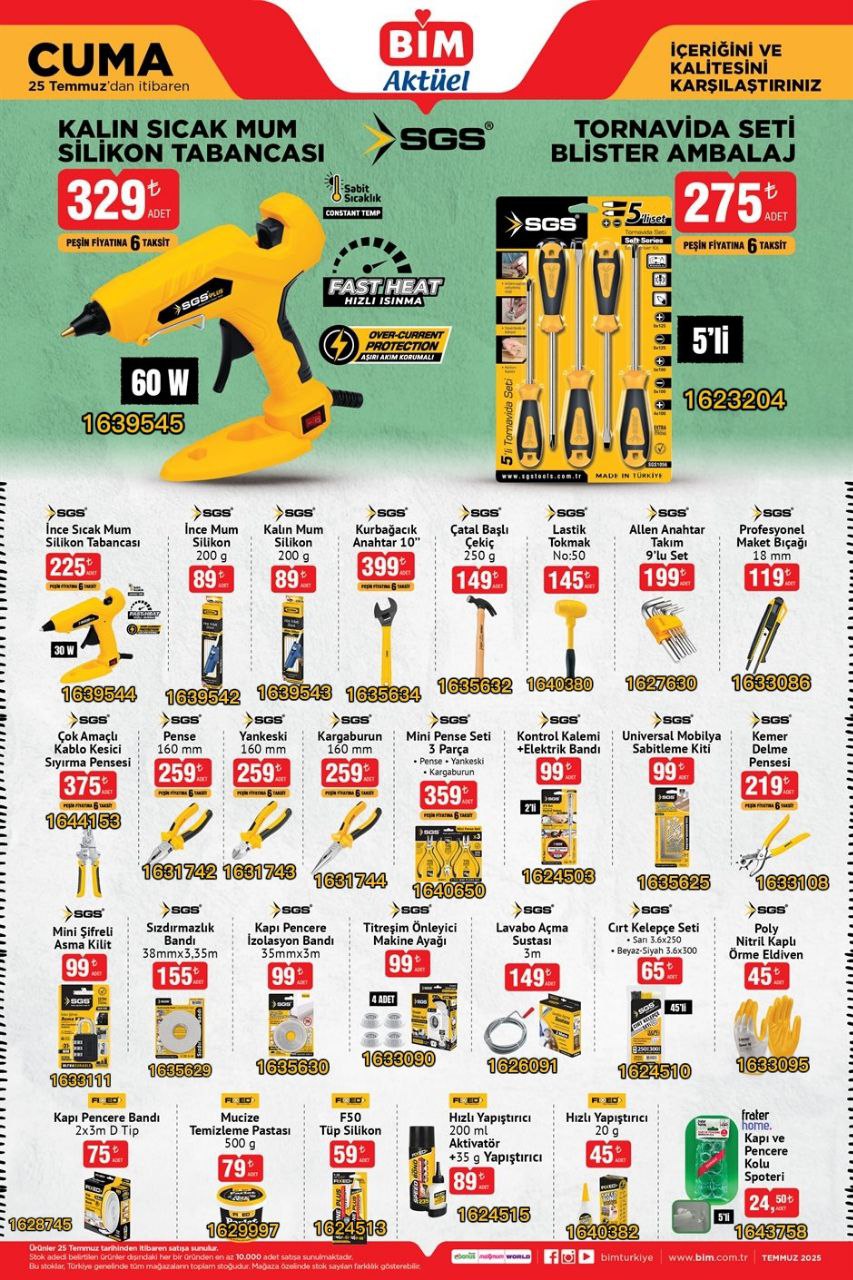 CUMA
25 Temmuz'dan itibaren
BİM
Aktüel
İÇERİĞİNİ VE
KALİTESİNİ
KARŞILAŞTIRINIZ
KALIN SICAK MUM
SİLİKON TABANCASI
329₺
ADET
PEŞİN FİYATINA 6 TAKSİT
SGS®
Sabit
Sıcaklık
CONSTANT TEMP
FAST HEAT
HIZLI ISINMA
OVER-CURRENT
PROTECTION
AŞIRI AKIM KORUMALI
SGS PLUS
60 W
1639545
TORNAVİDA SETİ
BLİSTER AMBALAJ
275₺
ADET
PEŞİN FİYATINA 6 TAKSİT
SGS
5'li set
Tornavida Seti
Soft Series
5'li Tornavida Seti
www.sgstools.com.tr
MADE IN TÜRKİYE
5'li
1623204
SGS
İnce Sıcak Mum
Silikon Tabancası
225₺
ADET
PEŞİN FİYATINA 6 TAKSİT
FAST HEAT
30 W
1639544
SGS
İnce Mum
Silikon
200 g
89₺
ADET
1639542
SGS
Kalın Mum
Silikon
200 g
89₺
ADET
1639543
SGS
Kurbağacık
Anahtar 10’’
399₺
ADET
PEŞİN FİYATINA 6 TAKSİT
1635634
SGS
Çatal Başlı
Çekiç
250 g
149₺
ADET
1635632
SGS
Lastik
Tokmak
No:50
145₺
ADET
1640380
SGS
Allen Anahtar
Takım
9'lu Set
199₺
ADET
1627630
SGS
Profesyonel
Maket Bıçağı
18 mm
119₺
ADET
1633086
SGS
Çok Amaçlı
Kablo Kesici
Sıyırma Pensesi
375₺
ADET
PEŞİN FİYATINA 6 TAKSİT
1644153
SGS
Pense
160 mm
259₺
ADET
PEŞİN FİYATINA 6 TAKSİT
1631742
SGS
Yankeski
160 mm
259₺
ADET
PEŞİN FİYATINA 6 TAKSİT
1631743
SGS
Kargaburun
160 mm
259₺
ADET
PEŞİN FİYATINA 6 TAKSİT
1631744
SGS
Mini Pense Seti
3 Parça
• Pense • Yankeski
• Kargaburun
359₺
ADET
PEŞİN FİYATINA 6 TAKSİT
SGS
x3
1640650
SGS
Kontrol Kalemi
+Elektrik Bandı
99₺
ADET
2'li
1624503
SGS
Universal Mobilya
Sabitleme Kiti
99₺
ADET
1635625
SGS
Kemer
Delme
Pensesi
219₺
ADET
PEŞİN FİYATINA 6 TAKSİT
1633108
SGS
Mini Şifreli
Asma Kilit
99₺
ADET
SGS
1633111
SGS
Sızdırmazlık
Bandı
38mmx3,35m
155₺
ADET
1635629
SGS
Kapı Pencere
İzolasyon Bandı
35mmx3m
99₺
ADET
SGS
1635630
SGS
Titreşim Önleyici
Makine Ayağı
99₺
ADET
4 ADET
1633090
SGS
Lavabo Açma
Sustası
3m
149₺
ADET
1626091
SGS
Cırt Kelepçe Seti
• Sarı 3.6x250
• Beyaz-Siyah 3.6x300
65₺
ADET
45'li
1624510
SGS
Poly
Nitril Kaplı
Örme Eldiven
45₺
ADET
1633095
FIXED
Kapı Pencere Bandı
2x3m D Tip
75₺
ADET
1628745
FIXED
Mucize
Temizleme Pastası
500 g
79₺
ADET
FIXED
1629997
FIXED
F50
Tüp Silikon
59₺
ADET
1624513
FIXED
Hızlı Yapıştırıcı
200 ml
Aktivatör
+35 g Yapıştırıcı
89₺
ADET
SPEED BOND
1624515
FIXED
Hızlı Yapıştırıcı
20 g
45₺
ADET
FIXED
1640382
frater
home.
Kapı ve
Pencere
Kolu
Spoteri
24,50₺
ADET
5'li
1643758
Ürünler 25 Temmuz tarihinden itibaren satışa sunulur.
Stok adedi belirtilen ürünler dışındaki her bir üründen en az 10.000 adet satışa sunulmaktadır.
Bu stoklar, Türkiye genelinde tüm mağazaların toplam stoğudur. Mağaza özelinde stok sayıları farklılık gösterebilir.
bonus maximum WORLD
bimturkiye
www.bim.com.tr
TEMMUZ 2025